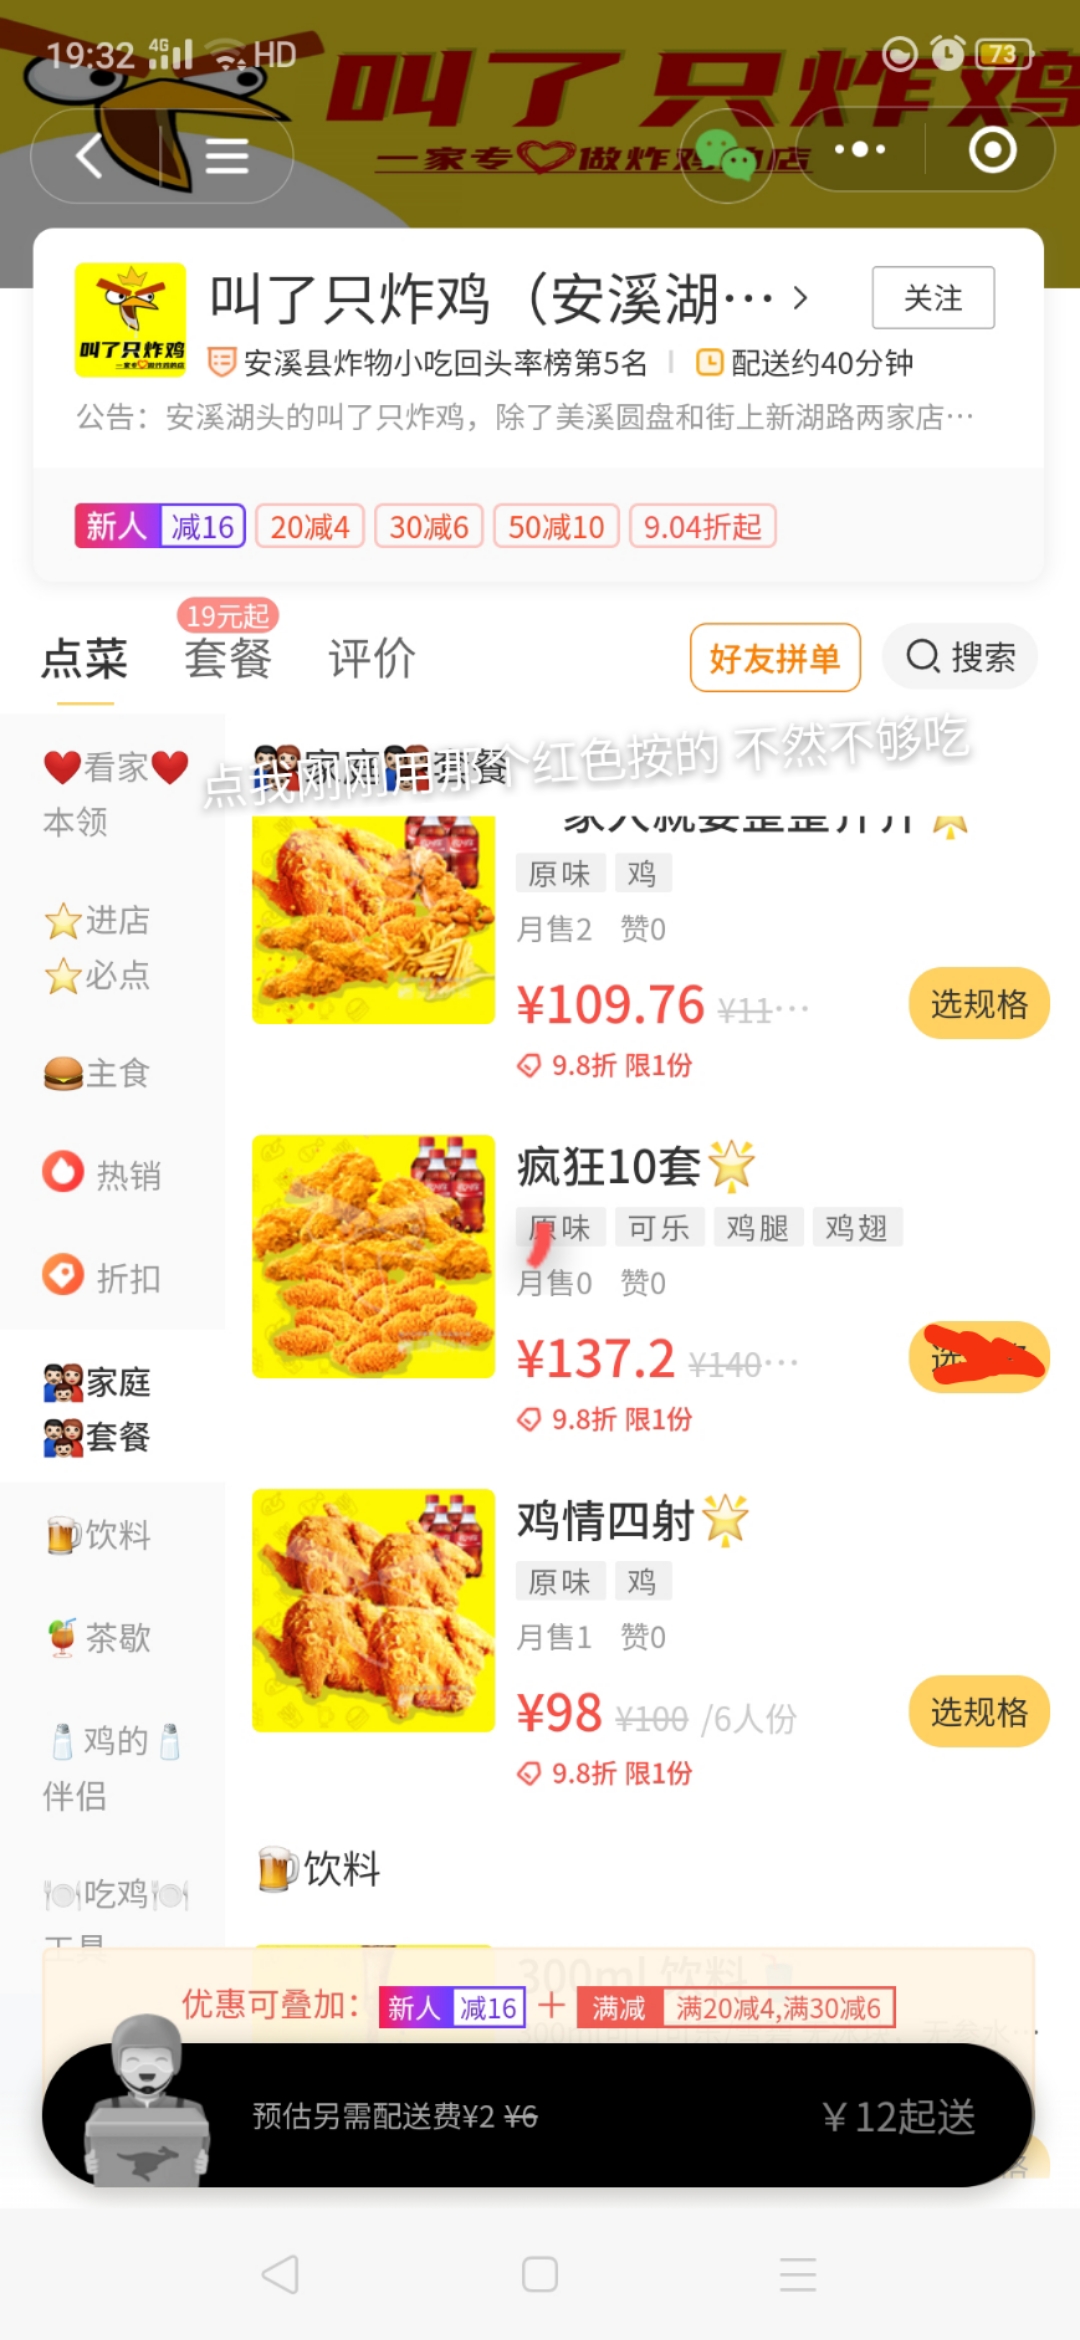 19:32 4G HD 73
叫了只炸鸡
一家专做炸鸡的店
叫了只炸鸡
叫了只炸鸡（安溪湖… >
关注
安溪县炸物小吃回头率榜第5名 | 配送约40分钟
公告：安溪湖头的叫了只炸鸡，除了美溪圆盘和街上新湖路两家店…
新人 减16 20减4 30减6 50减10 9.04折起
19元起
点菜 套餐 评价 好友拼单 搜索
点我刚刚用那个红色按的 不然不够吃
❤️看家❤️
本领
⭐进店
⭐必点
🍔主食
热销
折扣
👨‍👩‍👦家庭
👨‍👩‍👦套餐
🍺饮料
🍹茶歇
🧂鸡的🧂
伴侣
🍽吃鸡🍽
工具
👨‍👩‍👦家庭👨‍👩‍👦套餐
一家人就要整整齐齐🌟
原味 鸡
月售2 赞0
¥109.76 ¥11… 选规格
9.8折 限1份
疯狂10套🌟
原味 可乐 鸡腿 鸡翅
月售0 赞0
¥137.2 ¥140… 选规格
9.8折 限1份
鸡情四射🌟
原味 鸡
月售1 赞0
¥98 ¥100 /6人份 选规格
9.8折 限1份
🍺饮料
300ml 饮料
优惠可叠加： 新人 减16 + 满减 满20减4,满30减6
预估另需配送费¥2 ¥6 ￥12起送